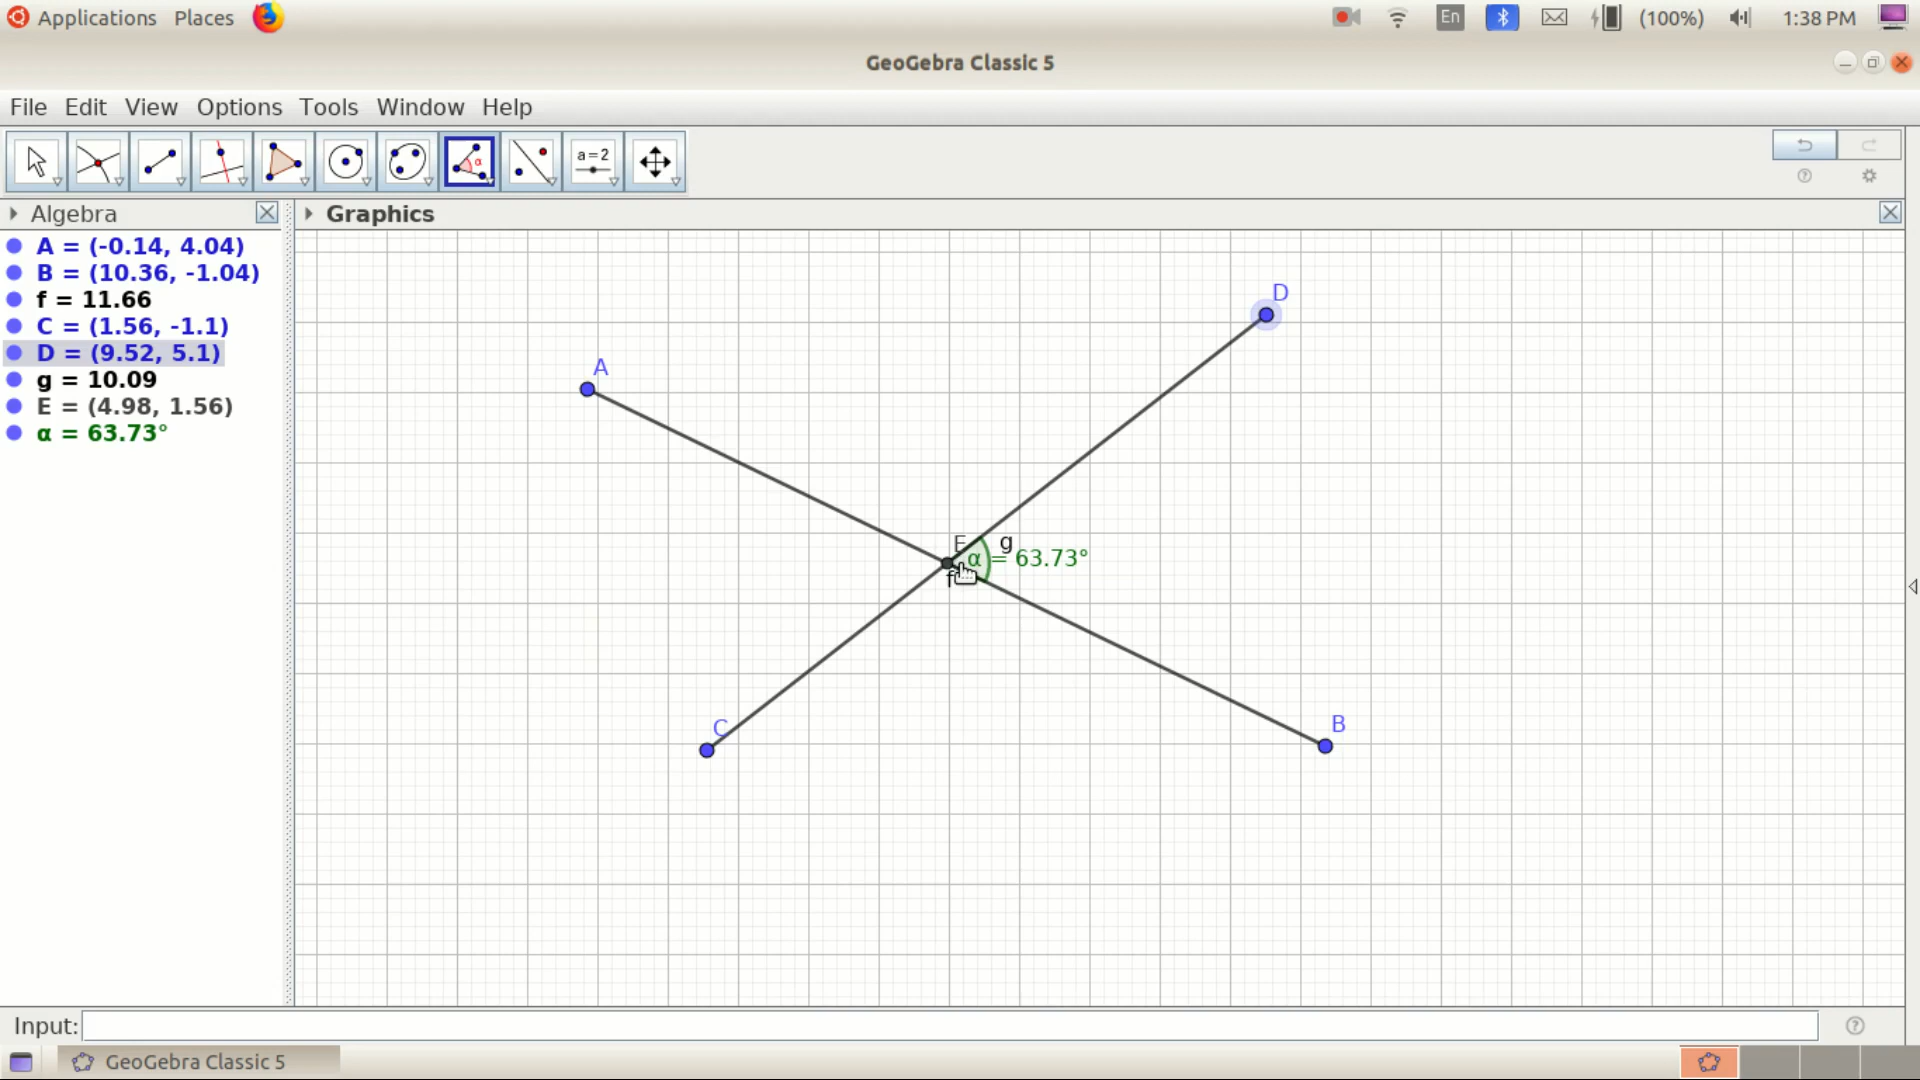 Applications Places En (100%) 1:38 PM
GeoGebra Classic 5
File Edit View Options Tools Window Help
α a=2
Algebra
Graphics
A = (-0.14, 4.04)
B = (10.36, -1.04)
f = 11.66
C = (1.56, -1.1)
D = (9.52, 5.1)
g = 10.09
E = (4.98, 1.56)
α = 63.73°
D
A
E g
α = 63.73°
f
C
B
Input:
GeoGebra Classic 5